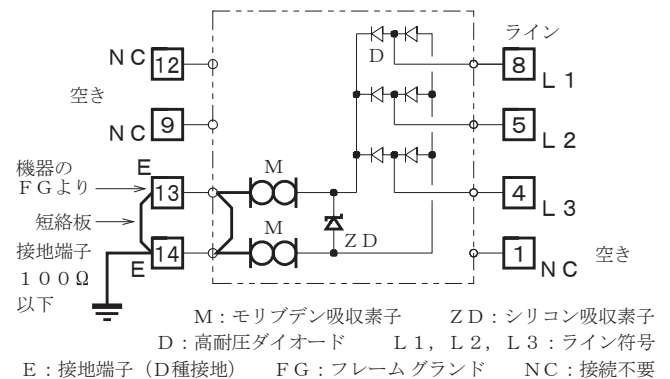 ライン
D
NC 12
8 L1
空き
NC 9
5 L2
機器の
FGより
E
13
M
4 L3
短絡板
M
ZD
接地端子
14
E
1 NC
空き
100Ω
以下
M:モリブデン吸収素子 ZD:シリコン吸収素子
D:高耐圧ダイオード L1,L2,L3:ライン符号
E:接地端子(D種接地) FG:フレームグランド NC:接続不要